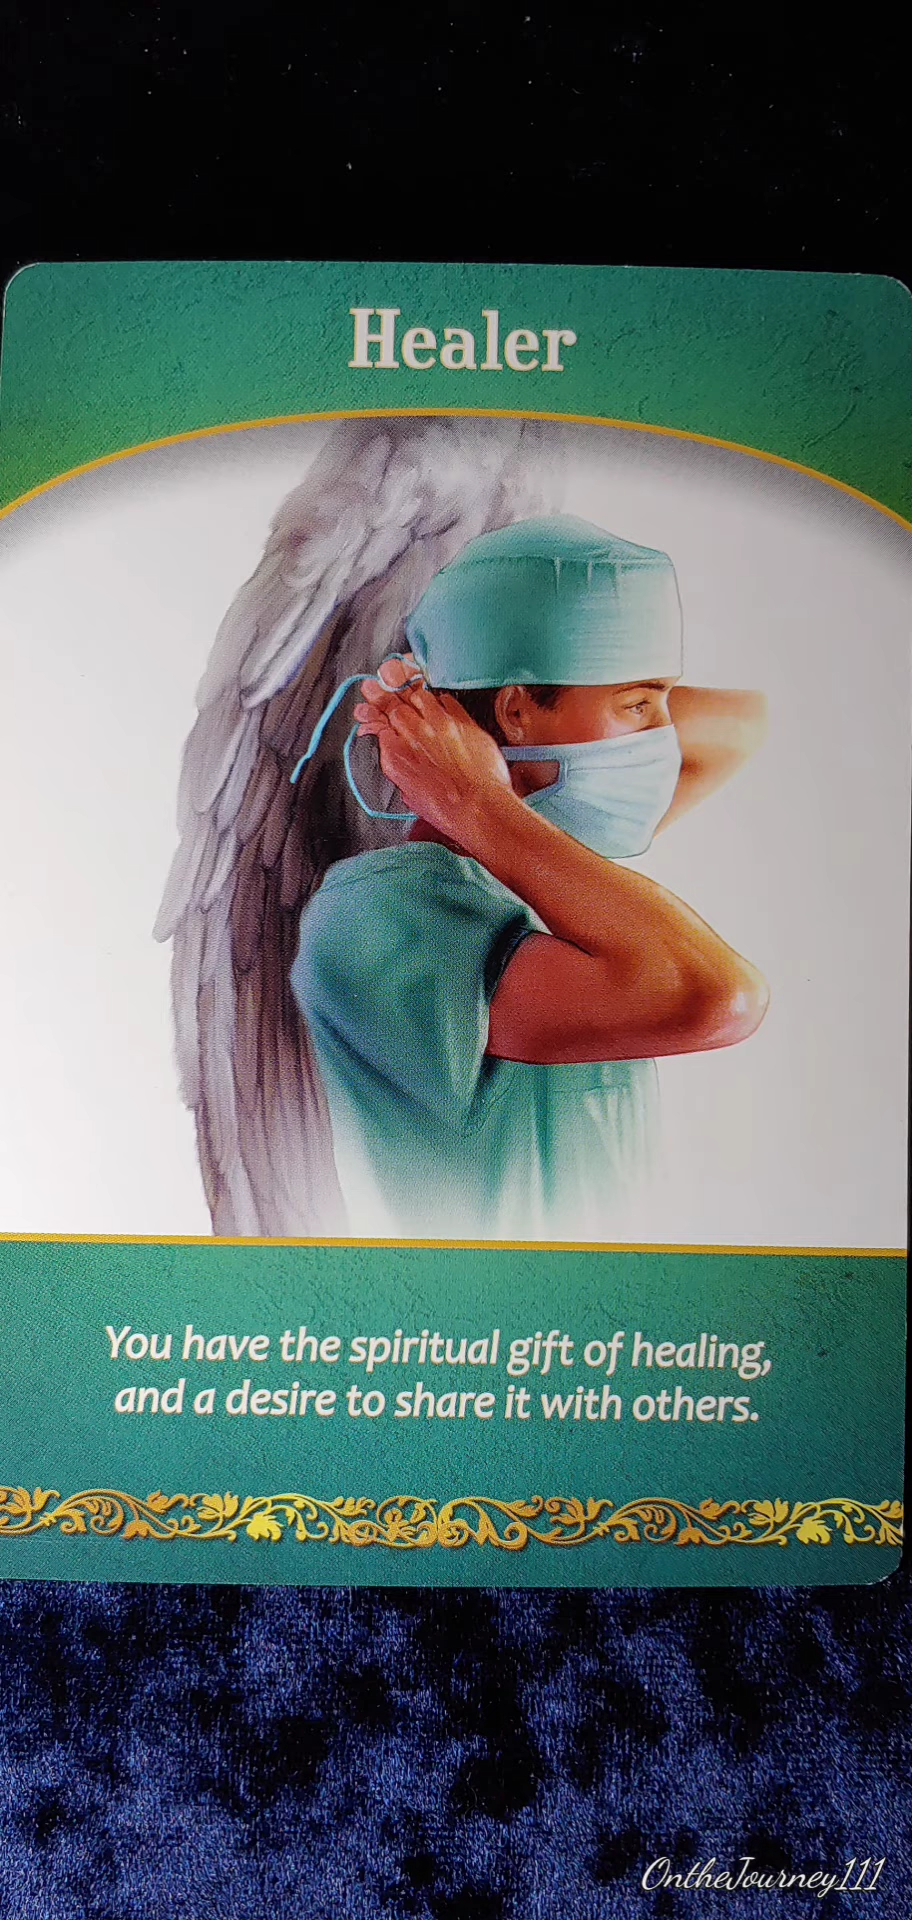 Healer
You have the spiritual gift of healing,
and a desire to share it with others.
OntheJourney111